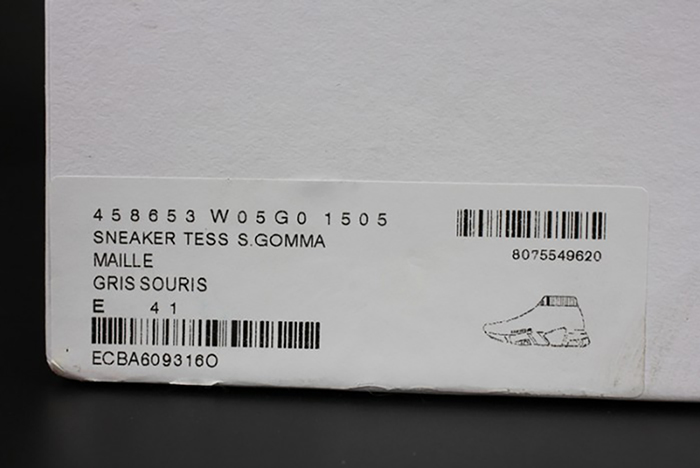 458653 W05G0 1505
SNEAKER TESS S.GOMMA
MAILLE
GRIS SOURIS
E 41
ECBA609316O
8075549620